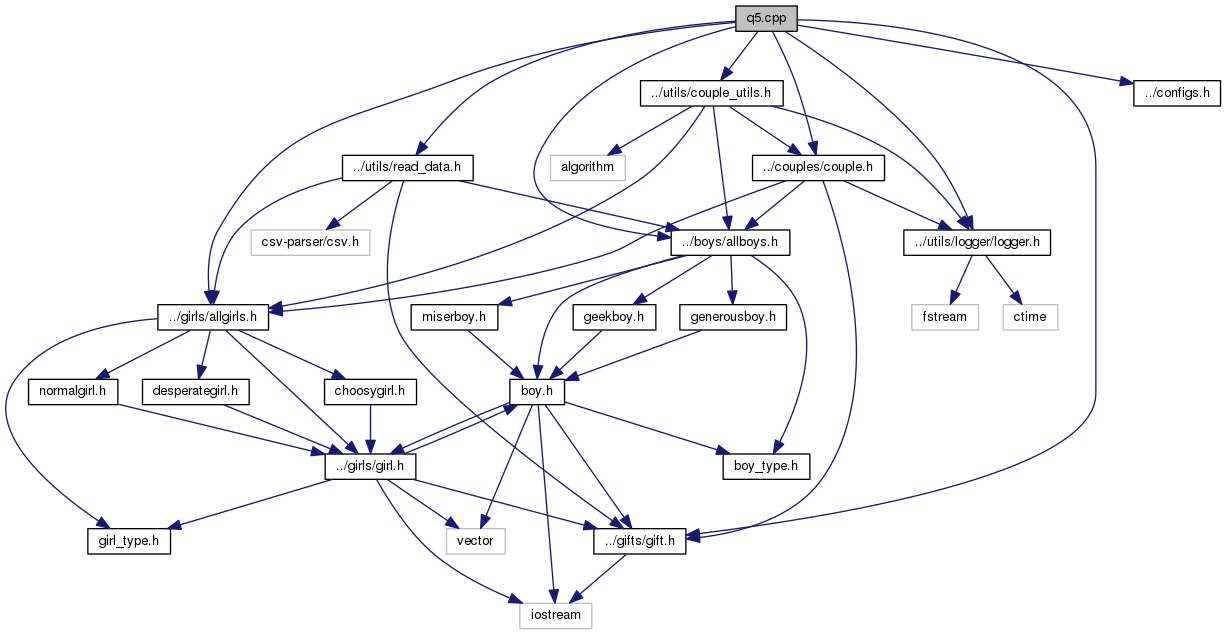 q5.cpp
../utils/couple_utils.h
../configs.h
../utils/read_data.h
algorithm
../couples/couple.h
csv-parser/csv.h
../boys/allboys.h
../utils/logger/logger.h
../girls/allgirls.h
miserboy.h
geekboy.h
generousboy.h
fstream
ctime
normalgirl.h
desperategirl.h
choosygirl.h
boy.h
../girls/girl.h
boy_type.h
girl_type.h
vector
../gifts/gift.h
iostream